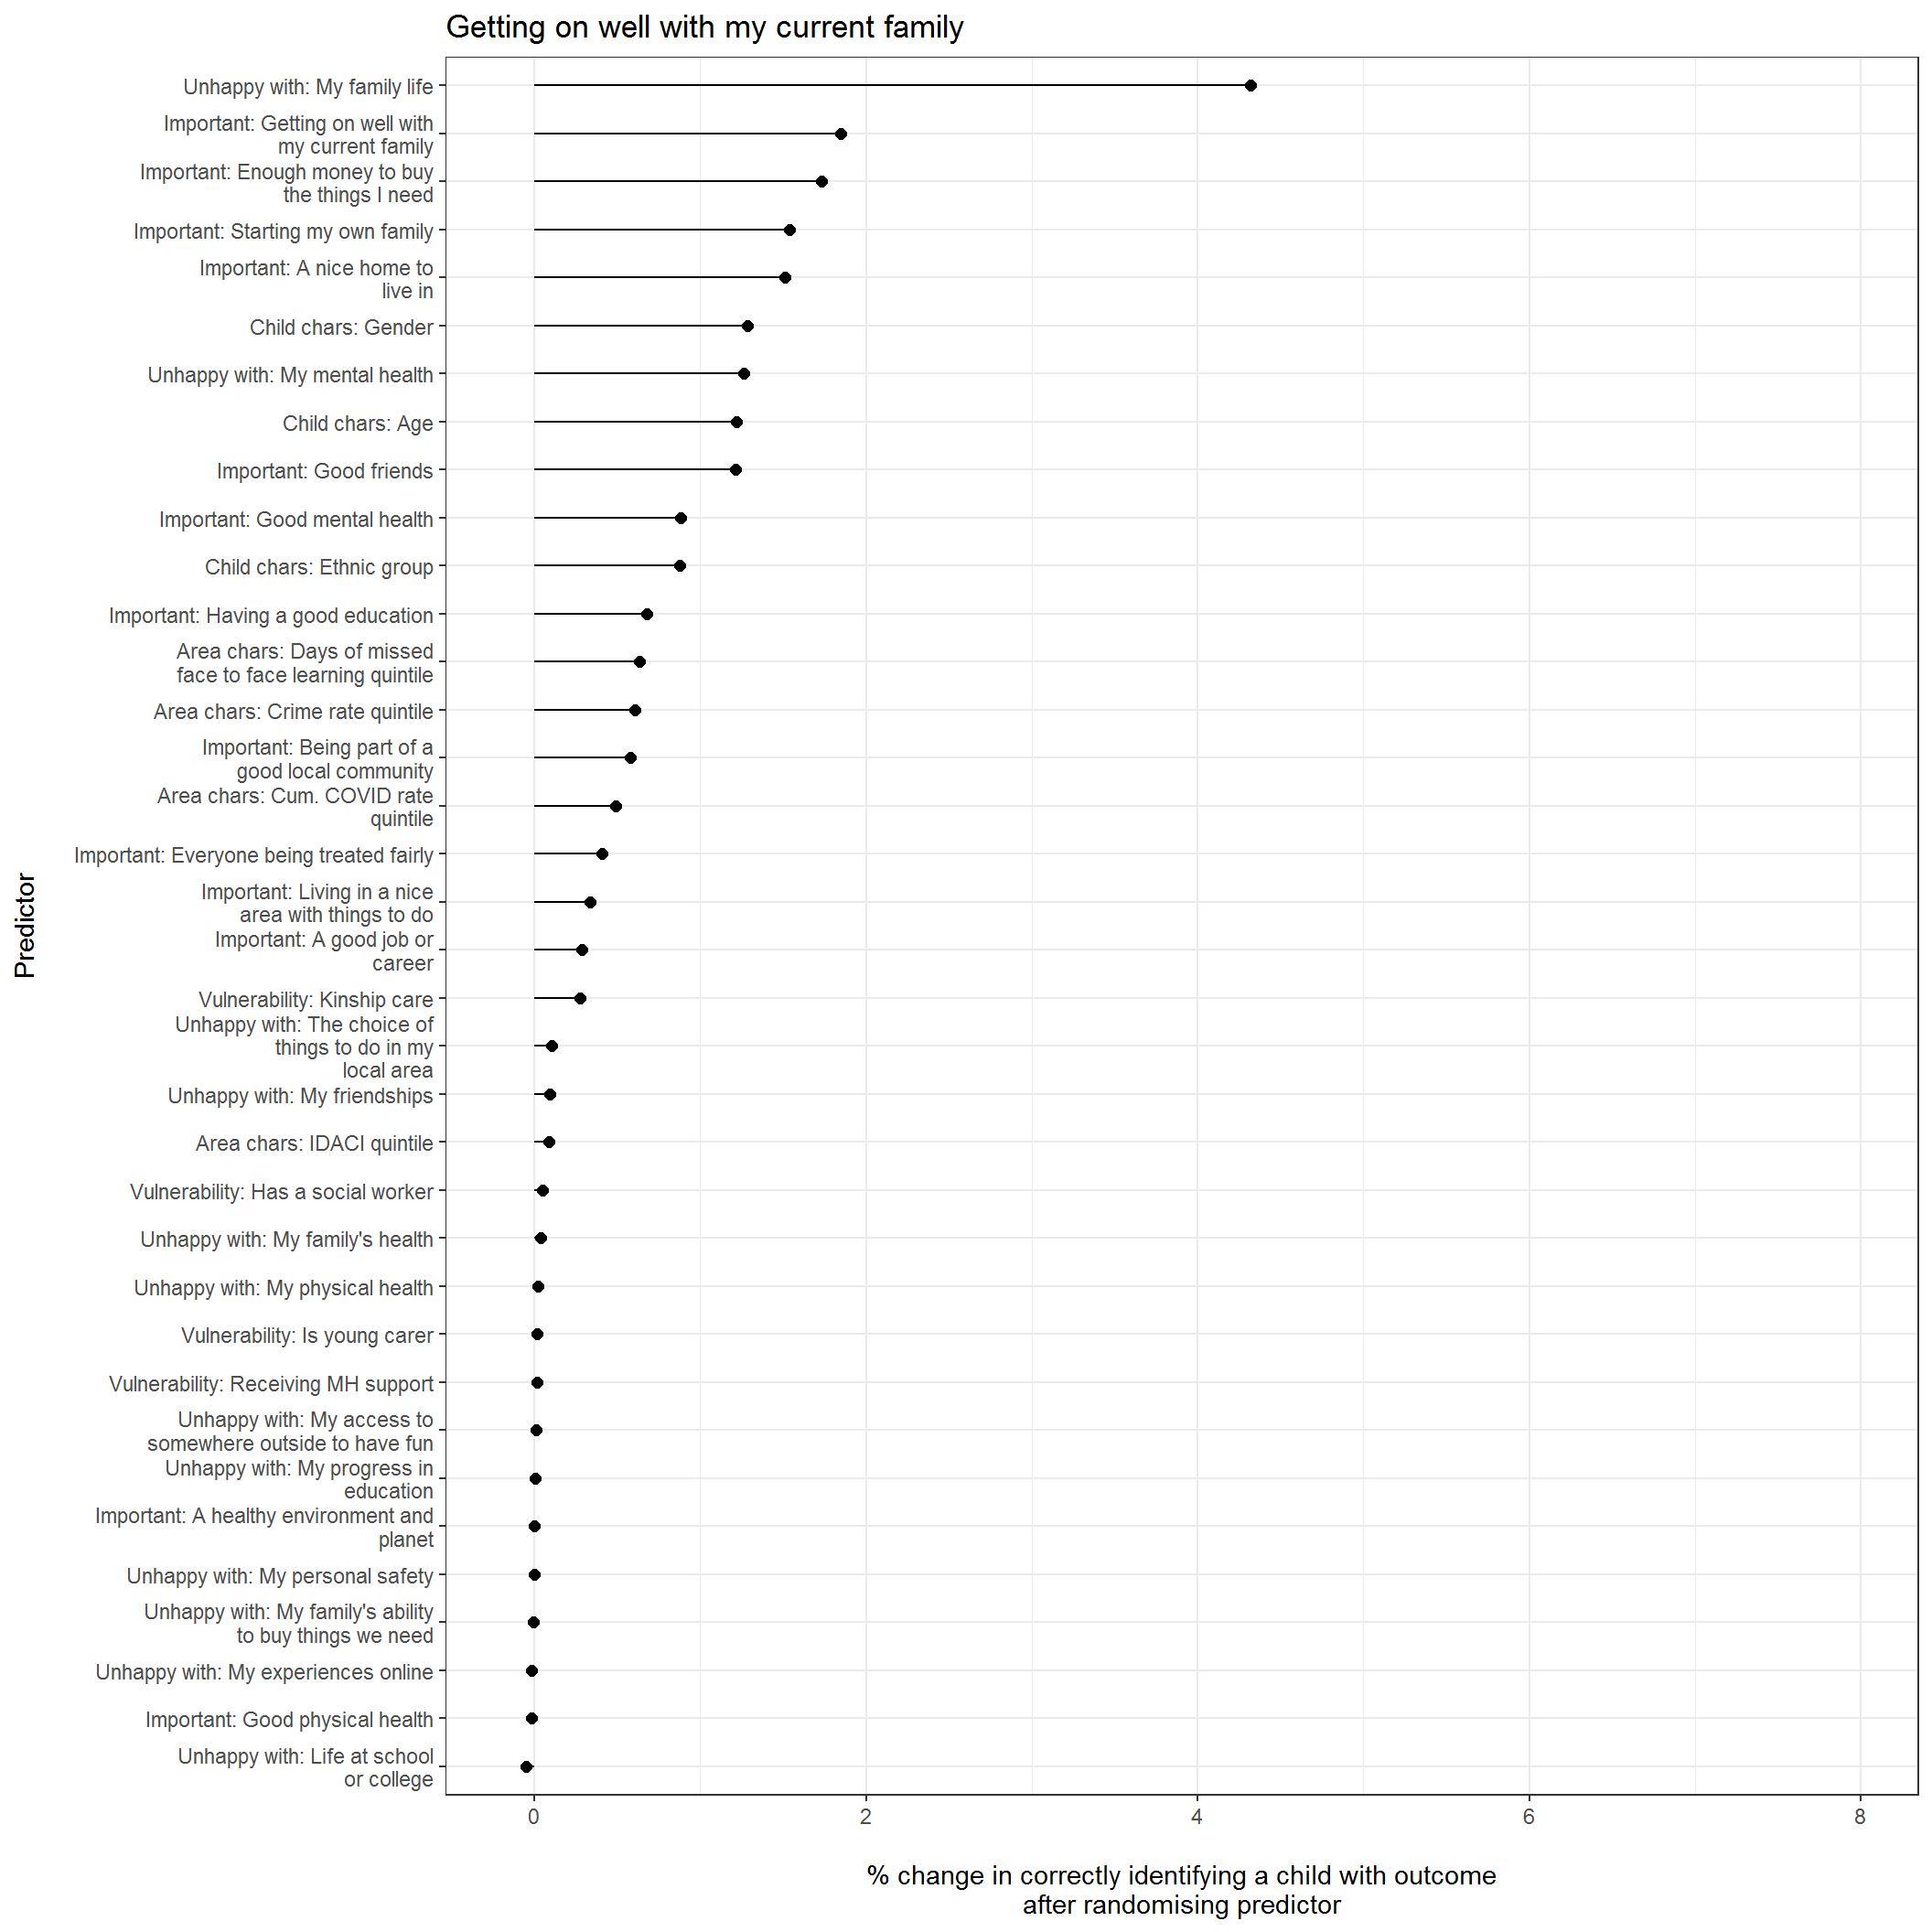 Getting on well with my current family
Unhappy with: My family life
Important: Getting on well with
my current family
Important: Enough money to buy
the things I need
Important: Starting my own family
Important: A nice home to
live in
Child chars: Gender
Unhappy with: My mental health
Child chars: Age
Important: Good friends
Important: Good mental health
Child chars: Ethnic group
Important: Having a good education
Area chars: Days of missed
face to face learning quintile
Area chars: Crime rate quintile
Important: Being part of a
good local community
Area chars: Cum. COVID rate
quintile
Important: Everyone being treated fairly
Important: Living in a nice
area with things to do
Important: A good job or
career
Vulnerability: Kinship care
Unhappy with: The choice of
things to do in my
local area
Unhappy with: My friendships
Area chars: IDACI quintile
Vulnerability: Has a social worker
Unhappy with: My family's health
Unhappy with: My physical health
Vulnerability: Is young carer
Vulnerability: Receiving MH support
Unhappy with: My access to
somewhere outside to have fun
Unhappy with: My progress in
education
Important: A healthy environment and
planet
Unhappy with: My personal safety
Unhappy with: My family's ability
to buy things we need
Unhappy with: My experiences online
Important: Good physical health
Unhappy with: Life at school
or college
Predictor
0 2 4 6 8
% change in correctly identifying a child with outcome
after randomising predictor